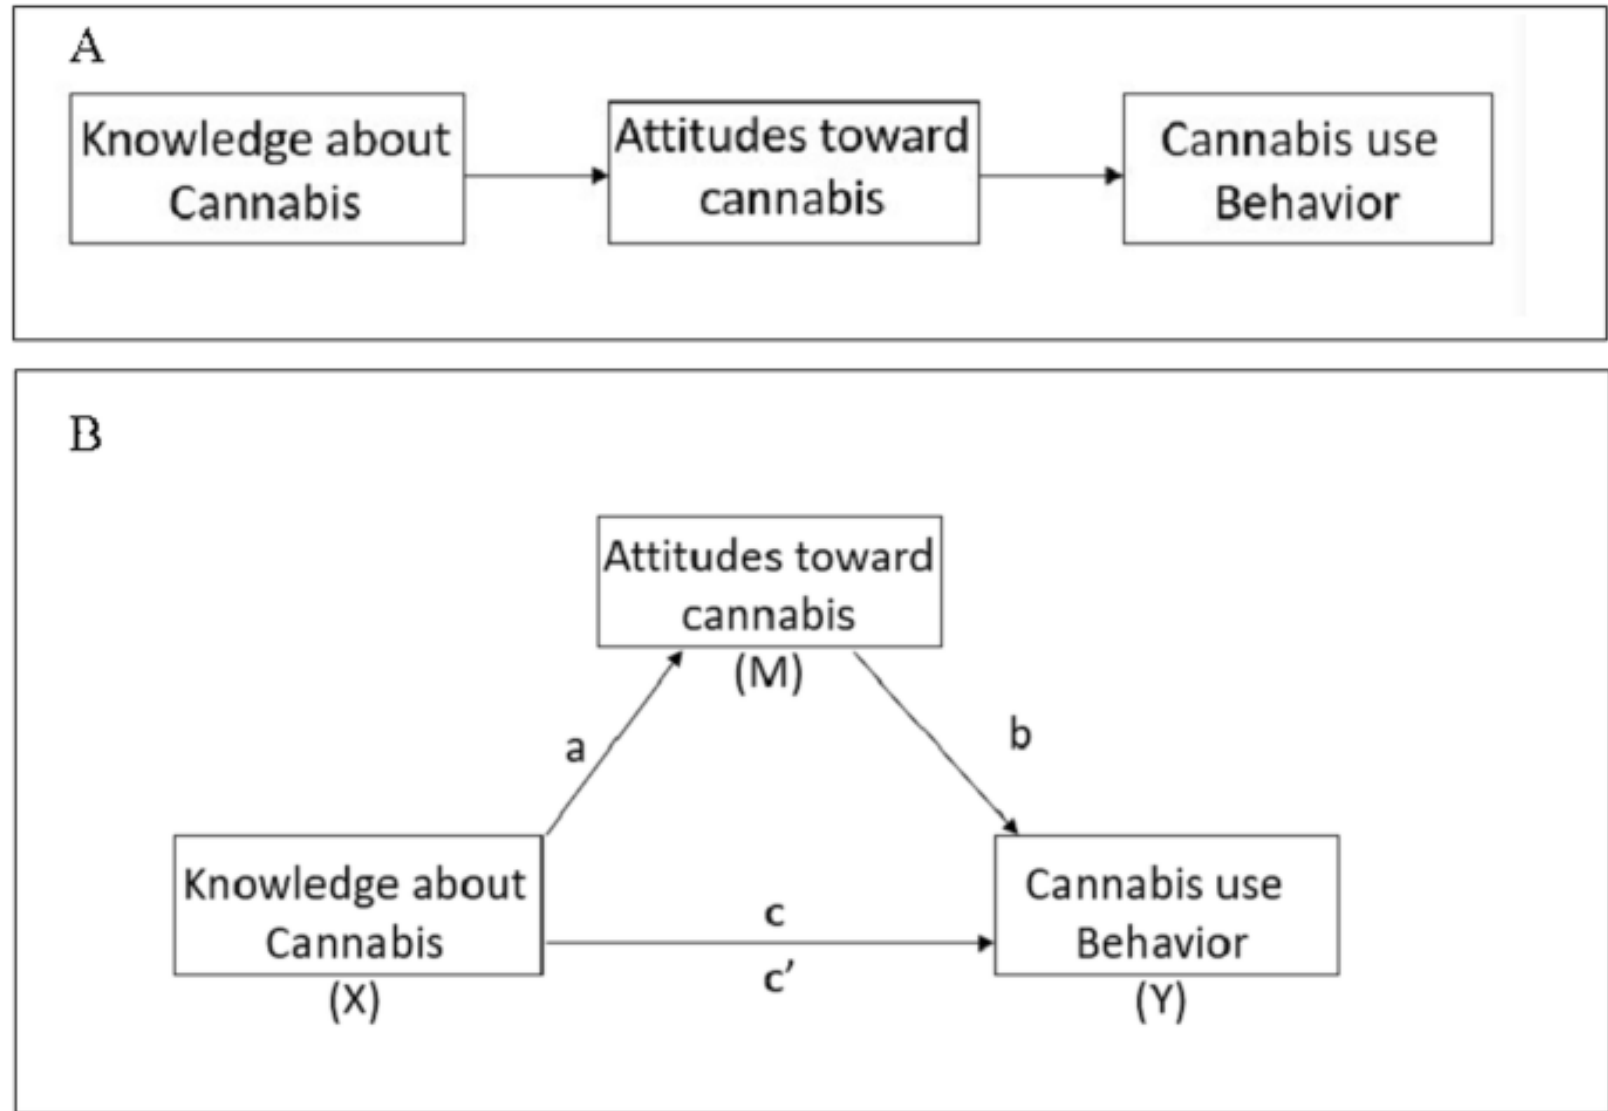 A
Knowledge about
Cannabis
Attitudes toward
cannabis
Cannabis use
Behavior
B
Attitudes toward
cannabis
(M)
a
b
Knowledge about
Cannabis
(X)
c
c’
Cannabis use
Behavior
(Y)